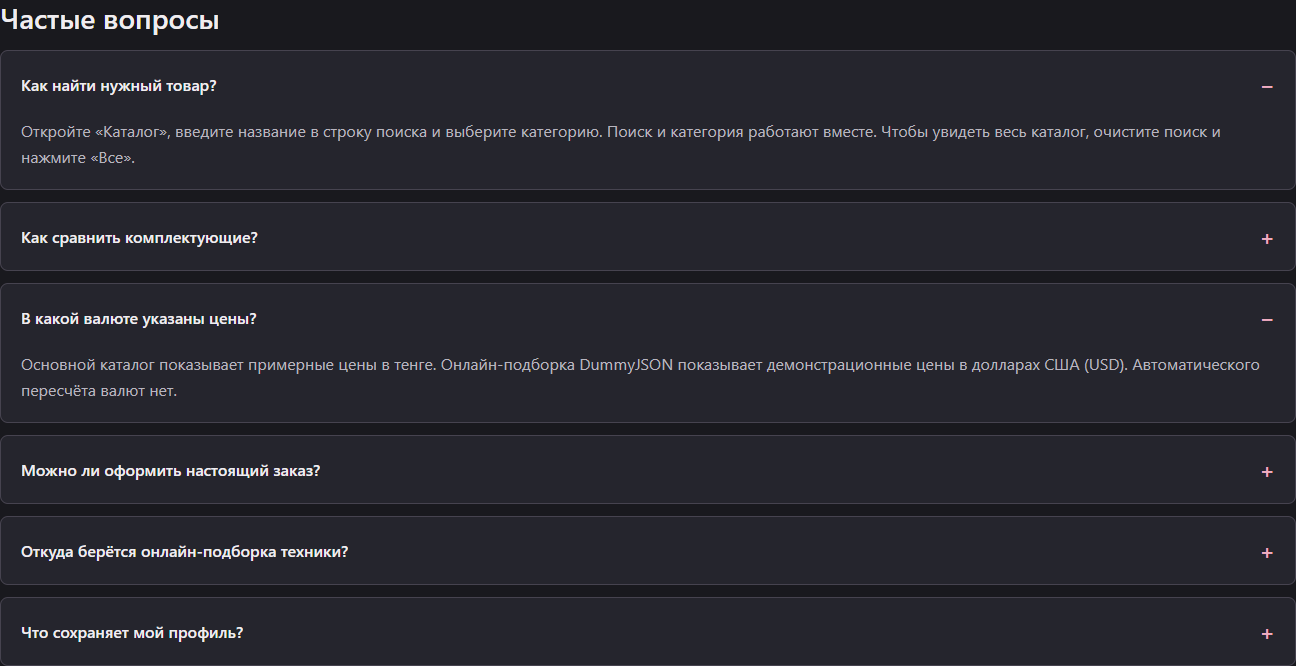 Частые вопросы
Как найти нужный товар?
−
Откройте «Каталог», введите название в строку поиска и выберите категорию. Поиск и категория работают вместе. Чтобы увидеть весь каталог, очистите поиск и
нажмите «Все».
Как сравнить комплектующие?
+
В какой валюте указаны цены?
−
Основной каталог показывает примерные цены в тенге. Онлайн-подборка DummyJSON показывает демонстрационные цены в долларах США (USD). Автоматического
пересчёта валют нет.
Можно ли оформить настоящий заказ?
+
Откуда берётся онлайн-подборка техники?
+
Что сохраняет мой профиль?
+